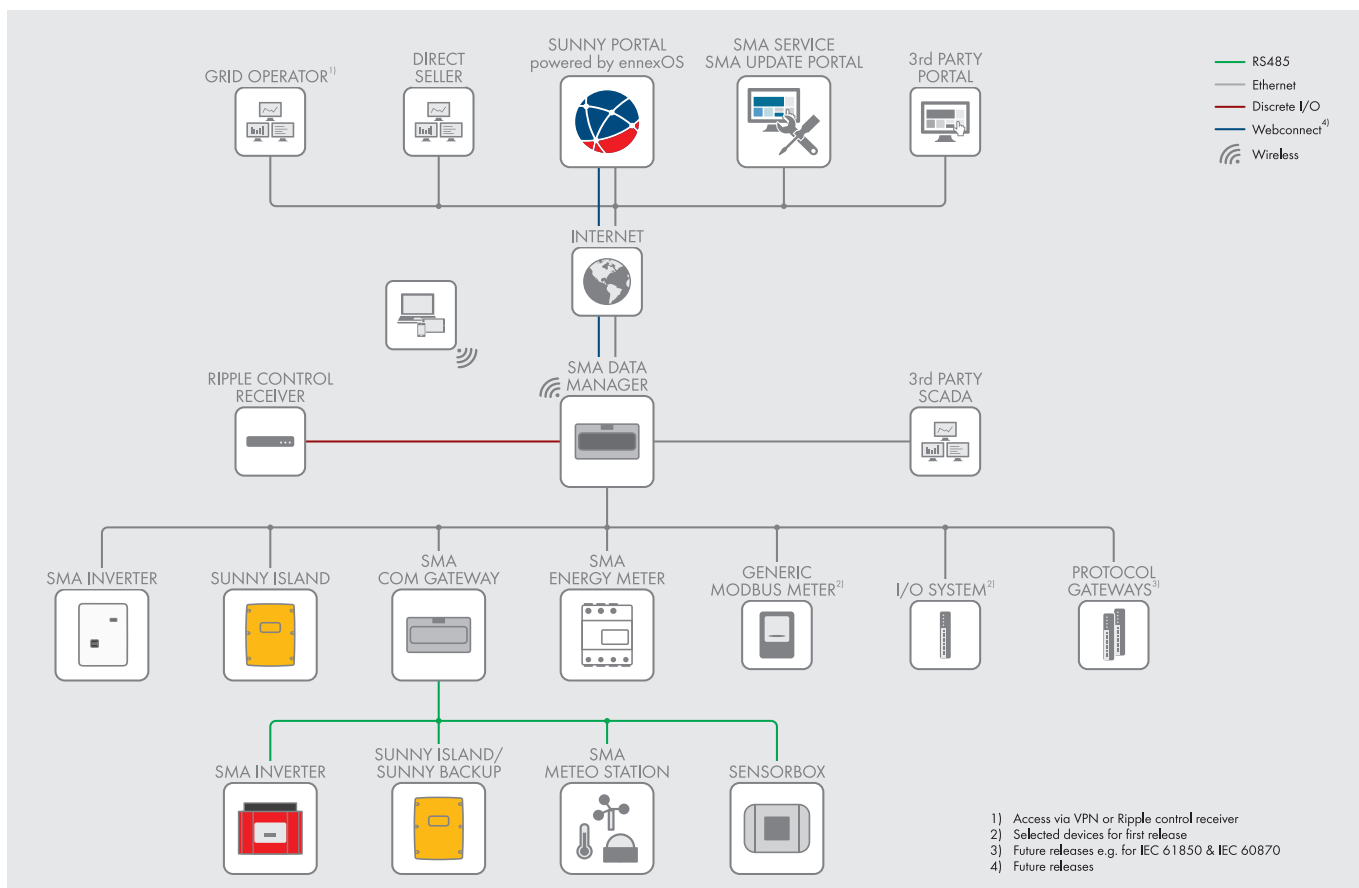 GRID OPERATOR1)
DIRECT
SELLER
SUNNY PORTAL
powered by ennexOS
SMA SERVICE
SMA UPDATE PORTAL
3rd PARTY
PORTAL
RS485
Ethernet
Discrete I/O
Webconnect4)
Wireless
INTERNET
RIPPLE CONTROL
RECEIVER
SMA DATA
MANAGER
3rd PARTY
SCADA
SMA INVERTER
SUNNY ISLAND
SMA
COM GATEWAY
SMA
ENERGY METER
GENERIC
MODBUS METER2)
I/O SYSTEM2)
PROTOCOL
GATEWAYS3)
SMA INVERTER
SUNNY ISLAND/
SUNNY BACKUP
SMA
METEO STATION
SENSORBOX
1) Access via VPN or Ripple control receiver
2) Selected devices for first release
3) Future releases e.g. for IEC 61850 & IEC 60870
4) Future releases